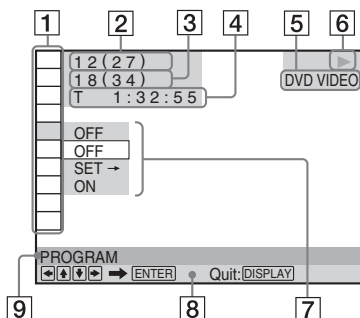 1 2 3 4 5 6
12(27)
18(34)
T 1:32:55
DVD VIDEO
OFF
OFF
SET →
ON
PROGRAM
←↑↓→ ➡ ENTER Quit: DISPLAY
9 8 7